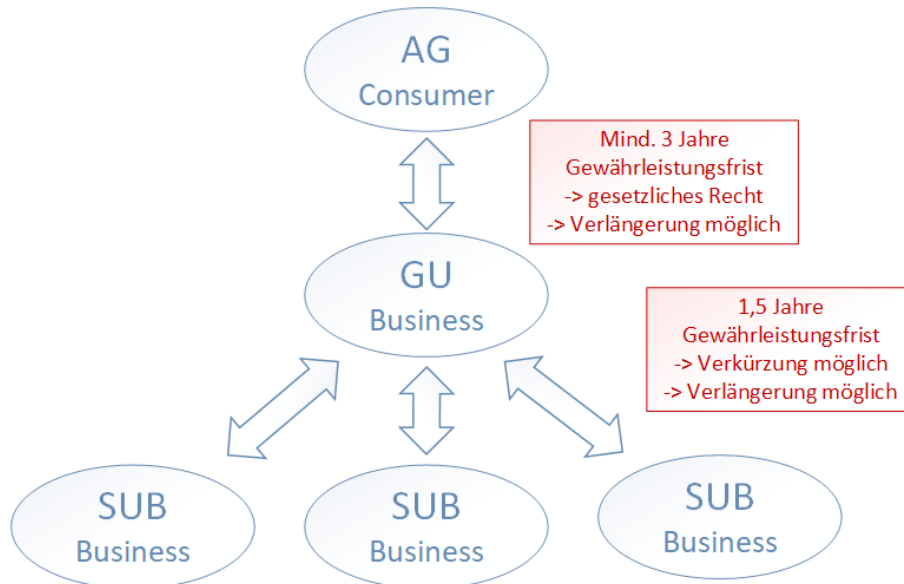 AG
Consumer
Mind. 3 Jahre
Gewährleistungsfrist
-> gesetzliches Recht
-> Verlängerung möglich
GU
Business
1,5 Jahre
Gewährleistungsfrist
-> Verkürzung möglich
-> Verlängerung möglich
SUB
Business
SUB
Business
SUB
Business